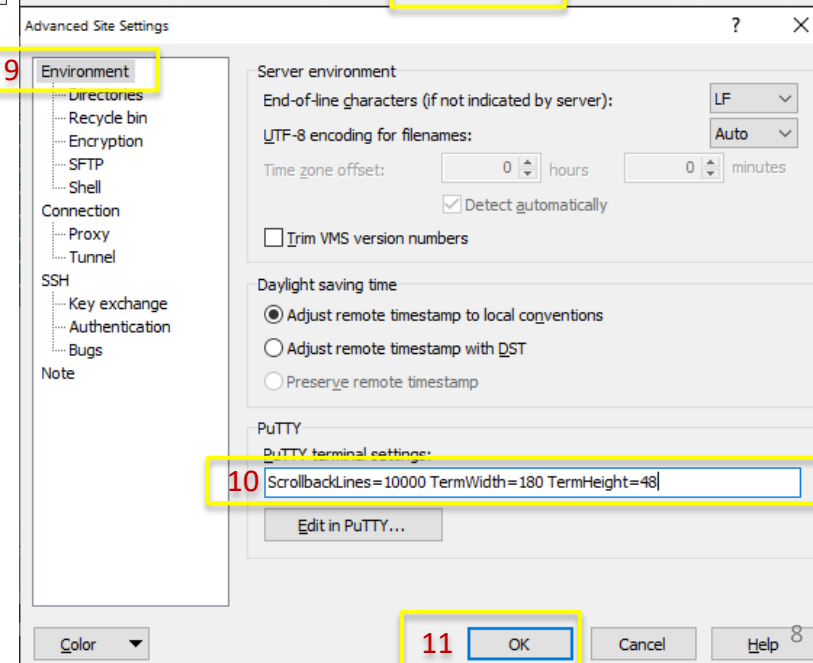 Advanced Site Settings ? ×
9 Environment
Directories
Recycle bin
Encryption
SFTP
Shell
Connection
Proxy
Tunnel
SSH
Key exchange
Authentication
Bugs
Note
Server environment
End-of-line characters (if not indicated by server): LF
UTF-8 encoding for filenames: Auto
Time zone offset: 0 hours 0 minutes
Detect automatically
Trim VMS version numbers
Daylight saving time
Adjust remote timestamp to local conventions
Adjust remote timestamp with DST
Preserve remote timestamp
PuTTY
PuTTY terminal settings:
10 ScrollbackLines=10000 TermWidth=180 TermHeight=48
Edit in PuTTY...
Color 11 OK Cancel Help 8